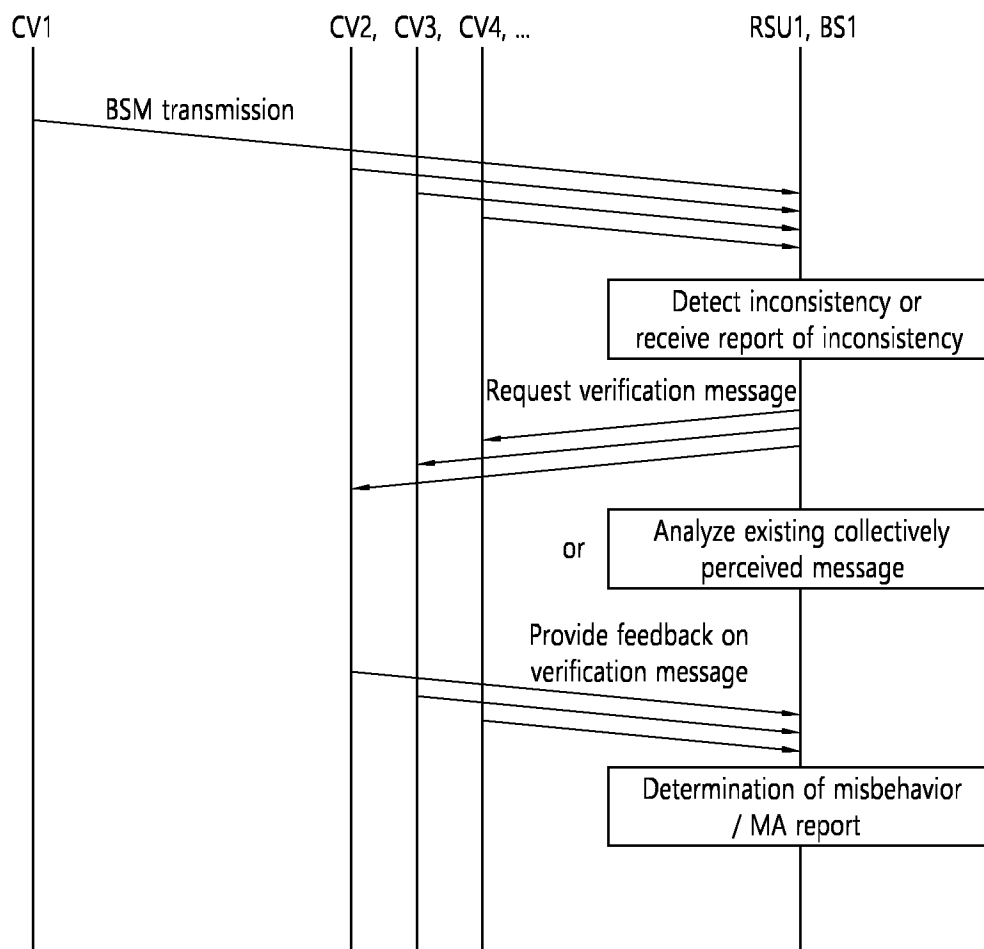 CV1 CV2, CV3, CV4, ... RSU1, BS1
BSM transmission
Detect inconsistency or
receive report of inconsistency
Request verification message
or
Analyze existing collectively
perceived message
Provide feedback on
verification message
Determination of misbehavior
/ MA report